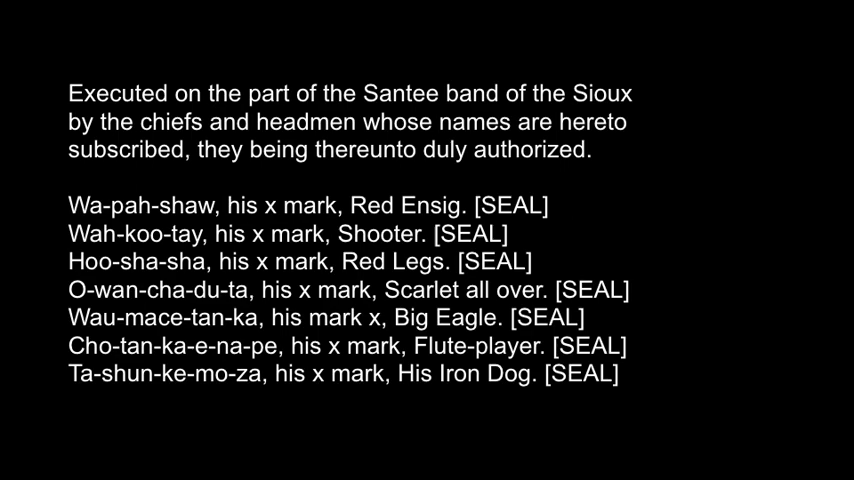 Executed on the part of the Santee band of the Sioux
by the chiefs and headmen whose names are hereto
subscribed, they being thereunto duly authorized.
Wa-pah-shaw, his x mark, Red Ensig. [SEAL]
Wah-koo-tay, his x mark, Shooter. [SEAL]
Hoo-sha-sha, his x mark, Red Legs. [SEAL]
O-wan-cha-du-ta, his x mark, Scarlet all over. [SEAL]
Wau-mace-tan-ka, his mark x, Big Eagle. [SEAL]
Cho-tan-ka-e-na-pe, his x mark, Flute-player. [SEAL]
Ta-shun-ke-mo-za, his x mark, His Iron Dog. [SEAL]